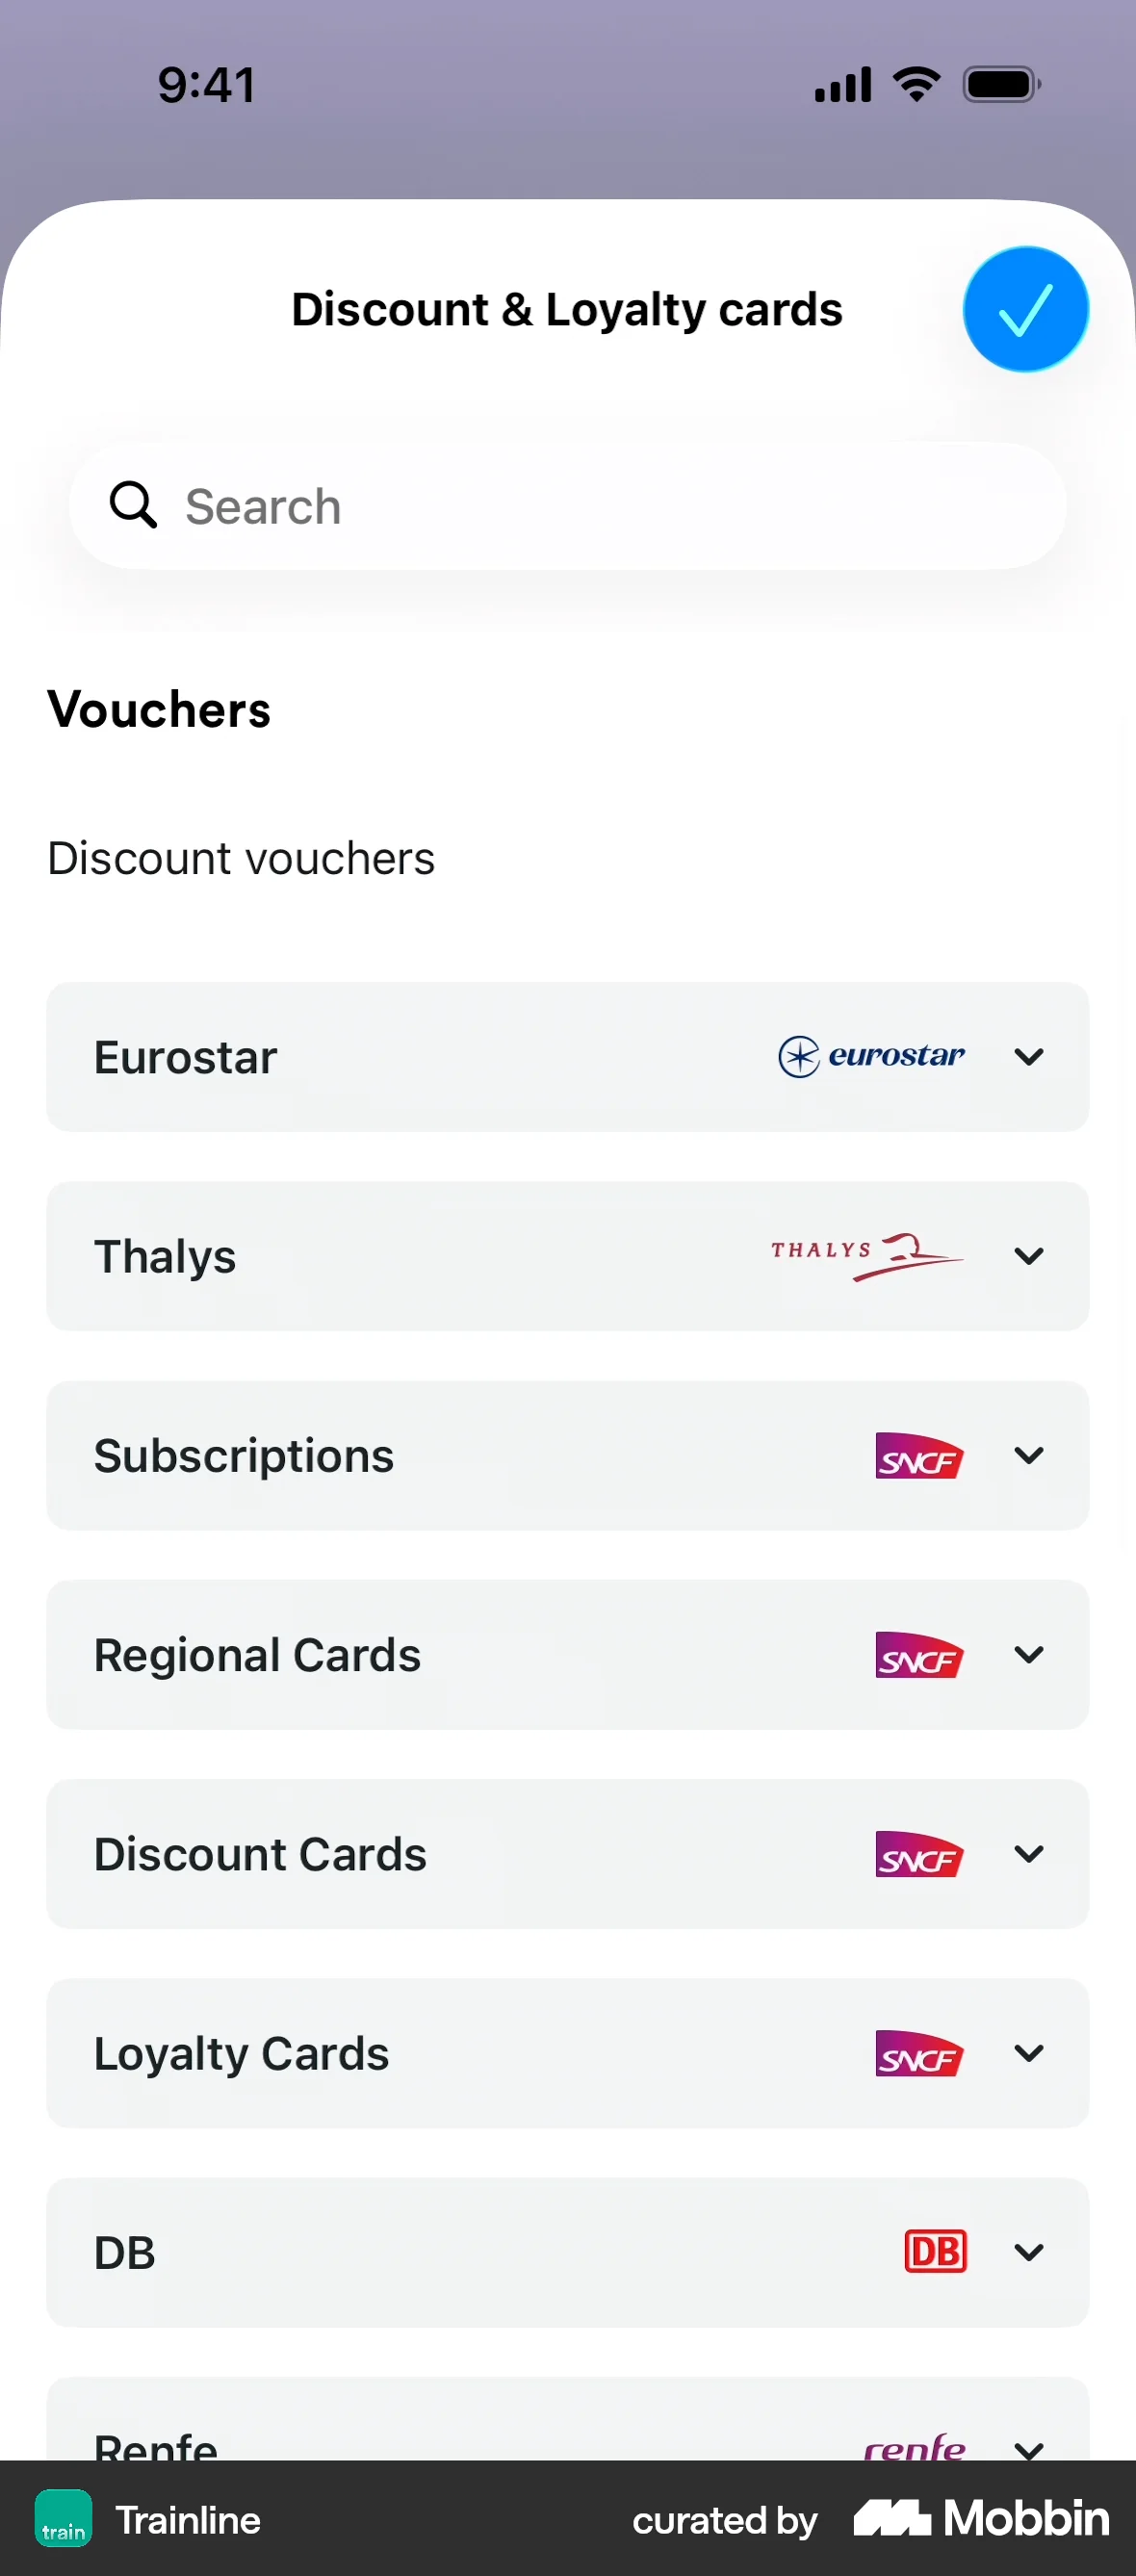 9:41
Discount & Loyalty cards
Search
Vouchers
Discount vouchers
Eurostar eurostar
Thalys THALYS
Subscriptions SNCF
Regional Cards SNCF
Discount Cards SNCF
Loyalty Cards SNCF
DB DB
Renfe renfe
train Trainline curated by Mobbin